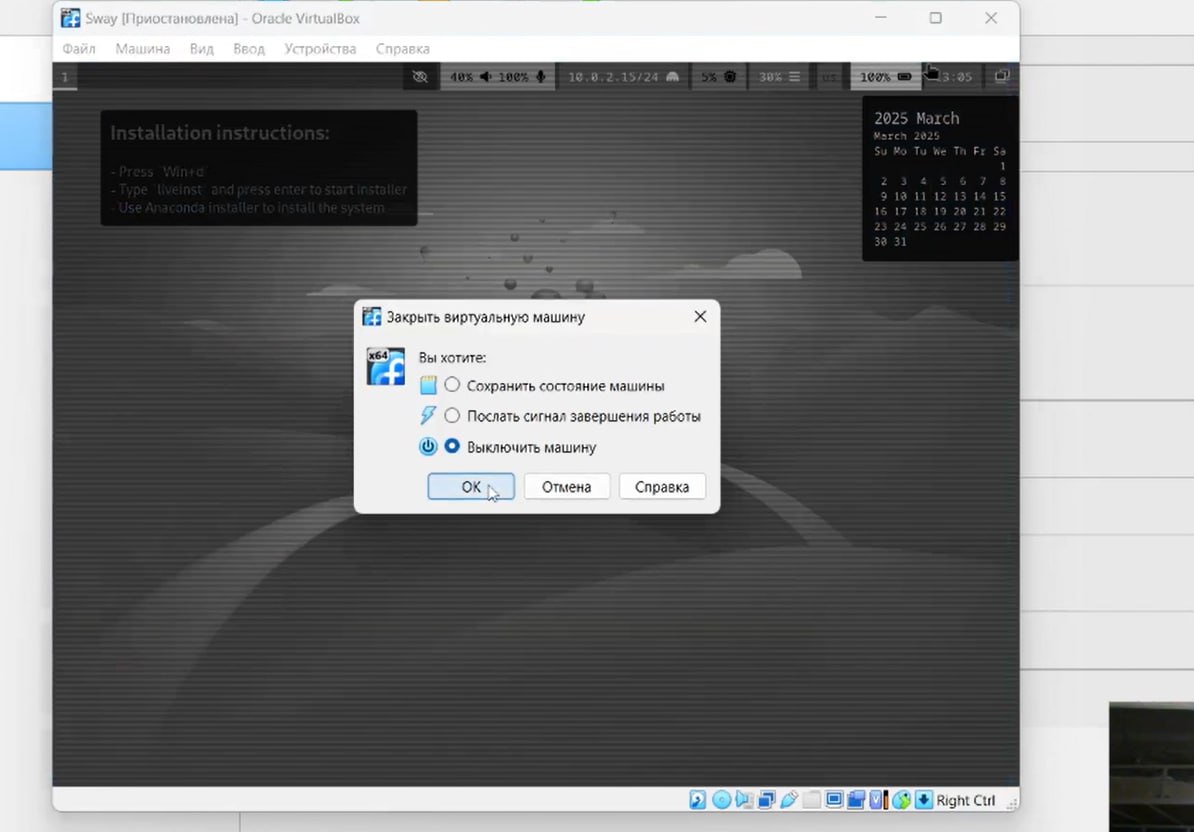 Sway [Приостановлена] - Oracle VirtualBox
Файл Машина Вид Ввод Устройства Справка
1 40% 100% 10.0.2.15/24 5% 30% us 100% 13:05
Installation instructions:
- Press `Win+d`
- Type `liveinst` and press enter to start installer
- Use Anaconda installer to install the system
2025 March
March 2025
Su Mo Tu We Th Fr Sa
1
2 3 4 5 6 7 8
9 10 11 12 13 14 15
16 17 18 19 20 21 22
23 24 25 26 27 28 29
30 31
Закрыть виртуальную машину
x64
Вы хотите:
Сохранить состояние машины
Послать сигнал завершения работы
Выключить машину
ОК Отмена Справка
Right Ctrl